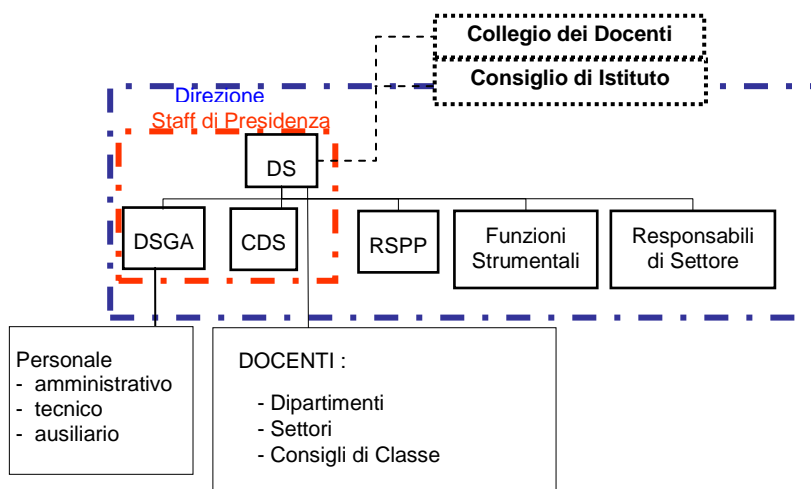 Collegio dei Docenti
Consiglio di Istituto
Direzione
Staff di Presidenza
DS
DSGA
CDS
RSPP
Funzioni
Strumentali
Responsabili
di Settore
Personale
- amministrativo
- tecnico
- ausiliario
DOCENTI :
- Dipartimenti
- Settori
- Consigli di Classe